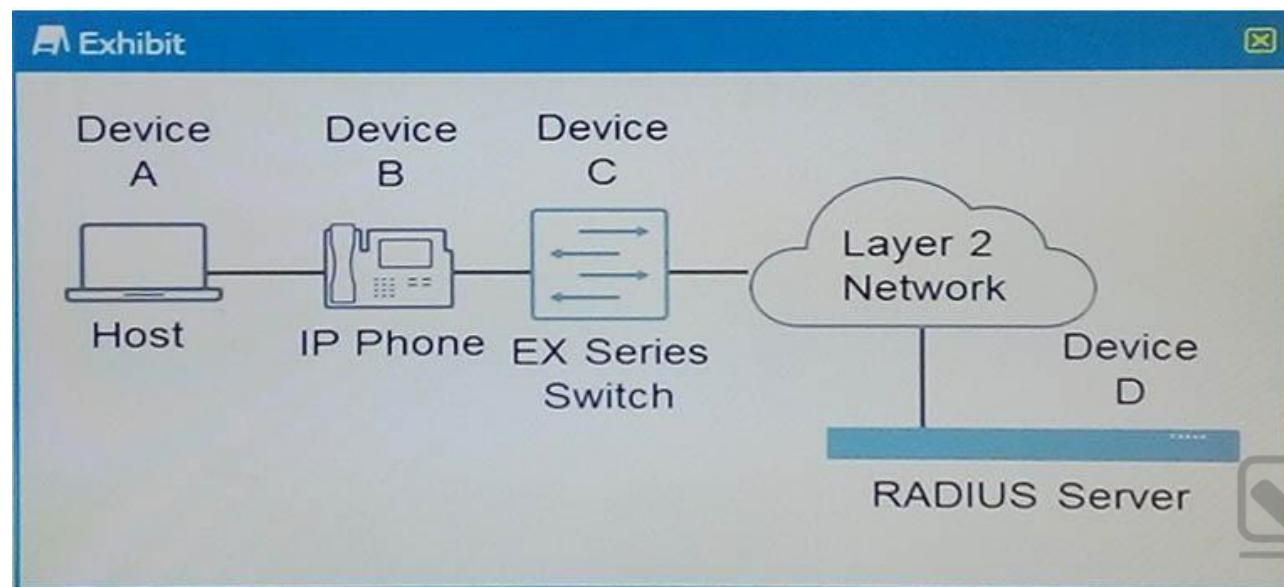 Exhibit
Device
A
Device
B
Device
C
Host
IP Phone
EX Series
Switch
Layer 2
Network
Device
D
RADIUS Server